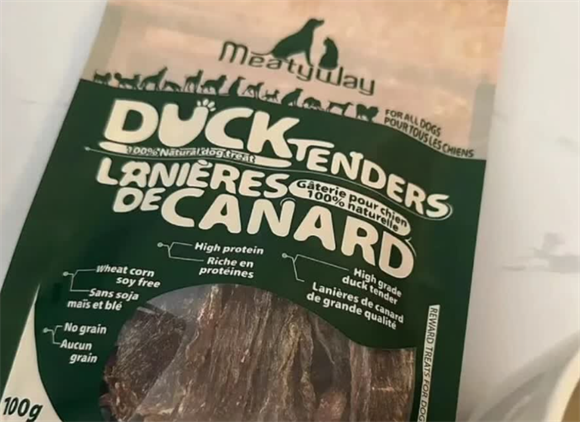 MeatyWay
FOR ALL DOGS
POUR TOUS LES CHIENS
DUCK TENDERS
100% Natural dog treat
LANIÈRES
DE CANARD
Gâterie pour chien
100% naturelle
High protein
Riche en
protéines
High grade
duck tender
Lanières de canard
de grande qualité
Wheat corn
soy free
Sans soja
maïs et blé
No grain
Aucun
grain
100g
REWARD TREATS FOR DOG